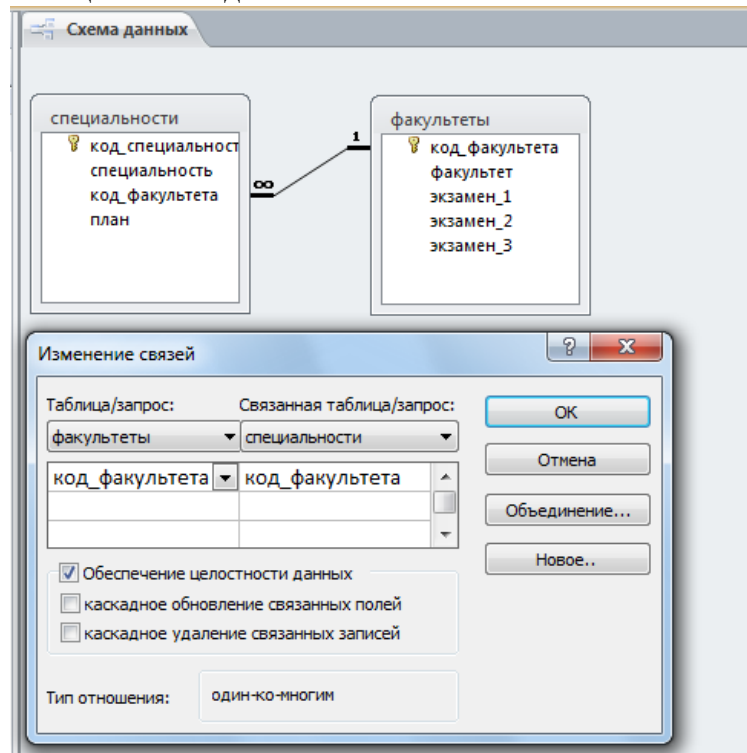 Схема данных
специальности
код_специальност
специальность
код_факультета
план
∞
1
факультеты
код_факультета
факультет
экзамен_1
экзамен_2
экзамен_3
Изменение связей
?
X
Таблица/запрос: Связанная таблица/запрос:
факультеты специальности
код_факультета код_факультета
Обеспечение целостности данных
каскадное обновление связанных полей
каскадное удаление связанных записей
Тип отношения: один-ко-многим
ОК
Отмена
Объединение...
Новое..